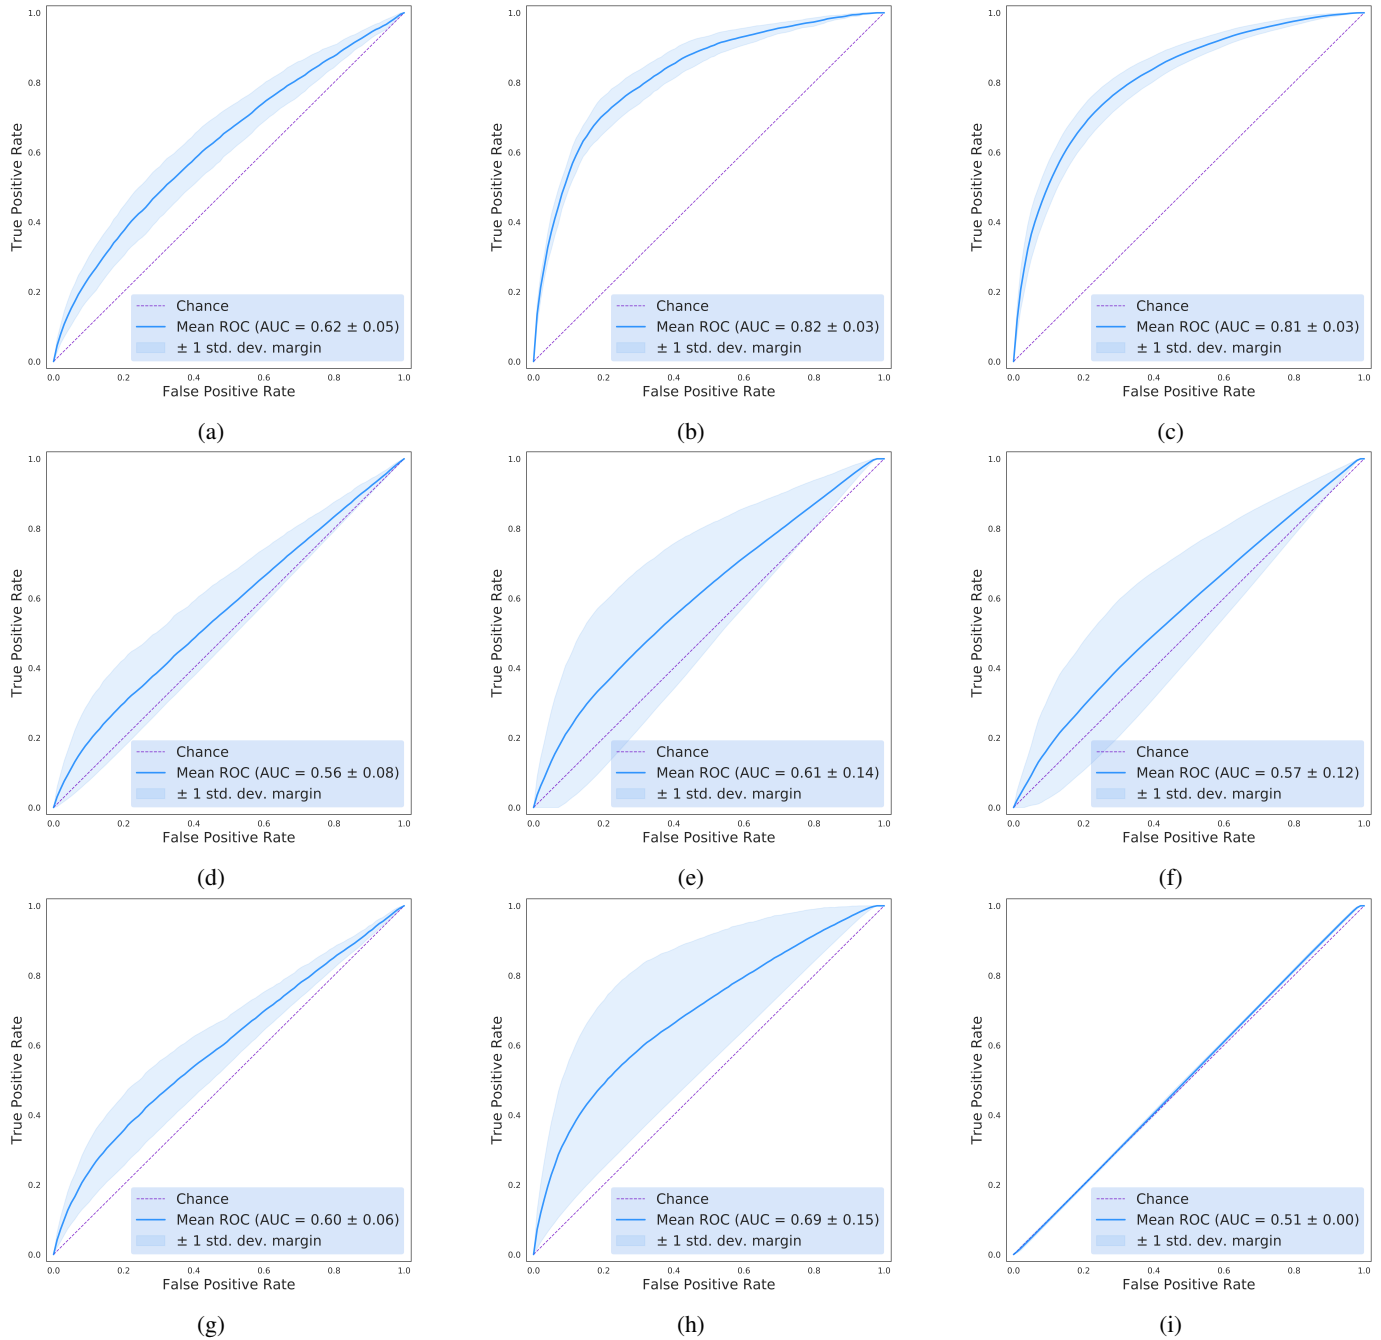 1.0
0.8
0.6
0.4
0.2
0.0
True Positive Rate
Chance
Mean ROC (AUC = 0.62 ± 0.05)
± 1 std. dev. margin
0.0 0.2 0.4 0.6 0.8 1.0
False Positive Rate
(a)
1.0
0.8
0.6
0.4
0.2
0.0
True Positive Rate
Chance
Mean ROC (AUC = 0.82 ± 0.03)
± 1 std. dev. margin
0.0 0.2 0.4 0.6 0.8 1.0
False Positive Rate
(b)
1.0
0.8
0.6
0.4
0.2
0.0
True Positive Rate
Chance
Mean ROC (AUC = 0.81 ± 0.03)
± 1 std. dev. margin
0.0 0.2 0.4 0.6 0.8 1.0
False Positive Rate
(c)
1.0
0.8
0.6
0.4
0.2
0.0
True Positive Rate
Chance
Mean ROC (AUC = 0.56 ± 0.08)
± 1 std. dev. margin
0.0 0.2 0.4 0.6 0.8 1.0
False Positive Rate
(d)
1.0
0.8
0.6
0.4
0.2
0.0
True Positive Rate
Chance
Mean ROC (AUC = 0.61 ± 0.14)
± 1 std. dev. margin
0.0 0.2 0.4 0.6 0.8 1.0
False Positive Rate
(e)
1.0
0.8
0.6
0.4
0.2
0.0
True Positive Rate
Chance
Mean ROC (AUC = 0.57 ± 0.12)
± 1 std. dev. margin
0.0 0.2 0.4 0.6 0.8 1.0
False Positive Rate
(f)
1.0
0.8
0.6
0.4
0.2
0.0
True Positive Rate
Chance
Mean ROC (AUC = 0.60 ± 0.06)
± 1 std. dev. margin
0.0 0.2 0.4 0.6 0.8 1.0
False Positive Rate
(g)
1.0
0.8
0.6
0.4
0.2
0.0
True Positive Rate
Chance
Mean ROC (AUC = 0.69 ± 0.15)
± 1 std. dev. margin
0.0 0.2 0.4 0.6 0.8 1.0
False Positive Rate
(h)
1.0
0.8
0.6
0.4
0.2
0.0
True Positive Rate
Chance
Mean ROC (AUC = 0.51 ± 0.00)
± 1 std. dev. margin
0.0 0.2 0.4 0.6 0.8 1.0
False Positive Rate
(i)